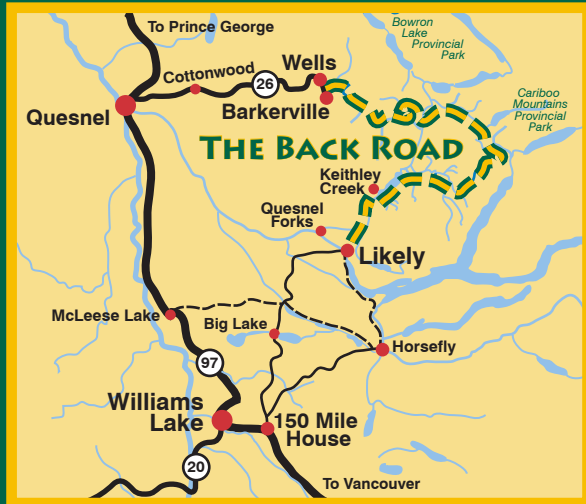 To Prince George
Bowron
Lake
Provincial
Park
Wells
Cottonwood
26
Cariboo
Mountains
Provincial
Park
Quesnel
Barkerville
THE BACK ROAD
Keithley
Creek
Quesnel
Forks
Likely
McLeese Lake
Big Lake
Horsefly
97
Williams
Lake
150 Mile
House
20
To Vancouver